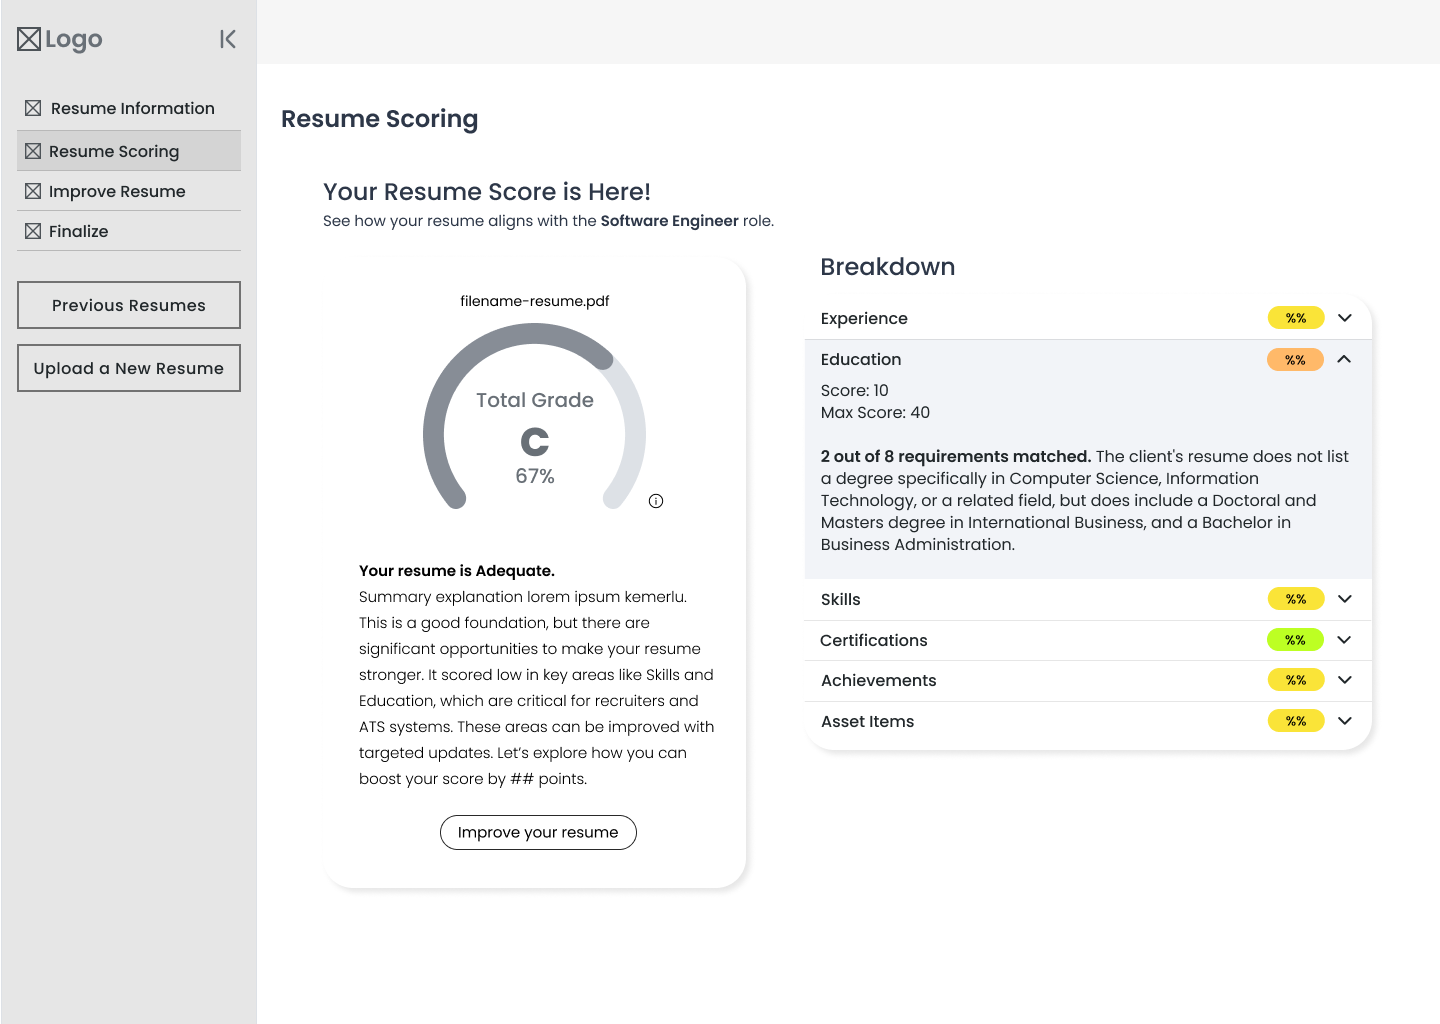 Logo
Resume Information
Resume Scoring
Improve Resume
Finalize
Previous Resumes
Upload a New Resume
Resume Scoring
Your Resume Score is Here!
See how your resume aligns with the Software Engineer role.
filename-resume.pdf
Total Grade
C
67%
Your resume is Adequate.
Summary explanation lorem ipsum kemerlu.
This is a good foundation, but there are
significant opportunities to make your resume
stronger. It scored low in key areas like Skills and
Education, which are critical for recruiters and
ATS systems. These areas can be improved with
targeted updates. Let’s explore how you can
boost your score by ## points.
Improve your resume
Breakdown
Experience %%
Education %%
Score: 10
Max Score: 40
2 out of 8 requirements matched. The client's resume does not list
a degree specifically in Computer Science, Information
Technology, or a related field, but does include a Doctoral and
Masters degree in International Business, and a Bachelor in
Business Administration.
Skills %%
Certifications %%
Achievements %%
Asset Items %%